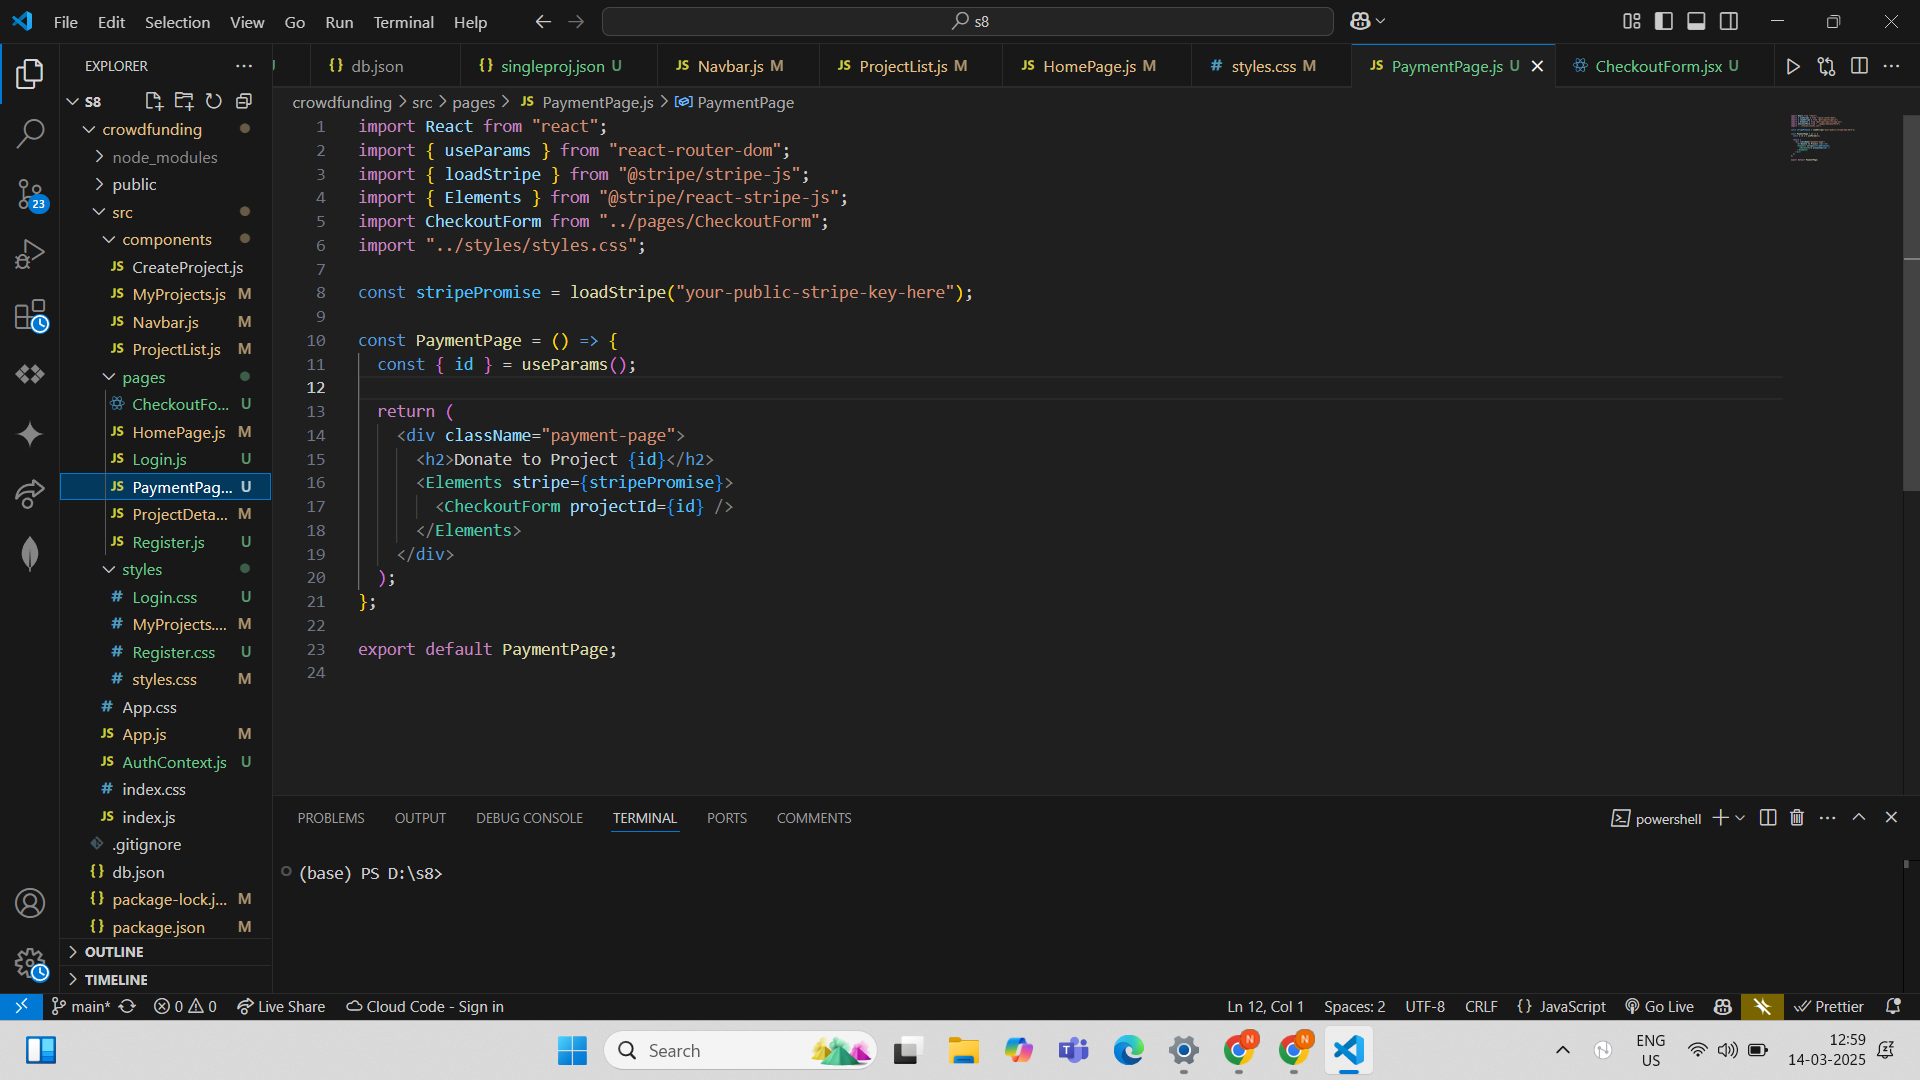 File Edit Selection View Go Run Terminal Help
s8
EXPLORER
S8
crowdfunding
node_modules
public
src
components
JS CreateProject.js
JS MyProjects.js M
JS Navbar.js M
JS ProjectList.js M
pages
CheckoutFo... U
JS HomePage.js M
JS Login.js U
JS PaymentPag... U
JS ProjectDeta... M
JS Register.js U
styles
# Login.css U
# MyProjects.... M
# Register.css U
# styles.css M
# App.css
JS App.js M
JS AuthContext.js U
# index.css
JS index.js
.gitignore
{} db.json
{} package-lock.j... M
{} package.json M
OUTLINE
TIMELINE
23
U {} db.json {} singleproj.json U JS Navbar.js M JS ProjectList.js M JS HomePage.js M # styles.css M JS PaymentPage.js U CheckoutForm.jsx U
crowdfunding > src > pages > JS PaymentPage.js > PaymentPage
1 import React from "react";
2 import { useParams } from "react-router-dom";
3 import { loadStripe } from "@stripe/stripe-js";
4 import { Elements } from "@stripe/react-stripe-js";
5 import CheckoutForm from "../pages/CheckoutForm";
6 import "../styles/styles.css";
7
8 const stripePromise = loadStripe("your-public-stripe-key-here");
9
10 const PaymentPage = () => {
11 const { id } = useParams();
12
13 return (
14 <div className="payment-page">
15 <h2>Donate to Project {id}</h2>
16 <Elements stripe={stripePromise}>
17 <CheckoutForm projectId={id} />
18 </Elements>
19 </div>
20 );
21 };
22
23 export default PaymentPage;
24
PROBLEMS OUTPUT DEBUG CONSOLE TERMINAL PORTS COMMENTS
powershell
(base) PS D:\s8>
main* 0 0 Live Share Cloud Code - Sign in
Ln 12, Col 1 Spaces: 2 UTF-8 CRLF {} JavaScript Go Live Prettier
Search
N
N
ENG
US
12:59
14-03-2025